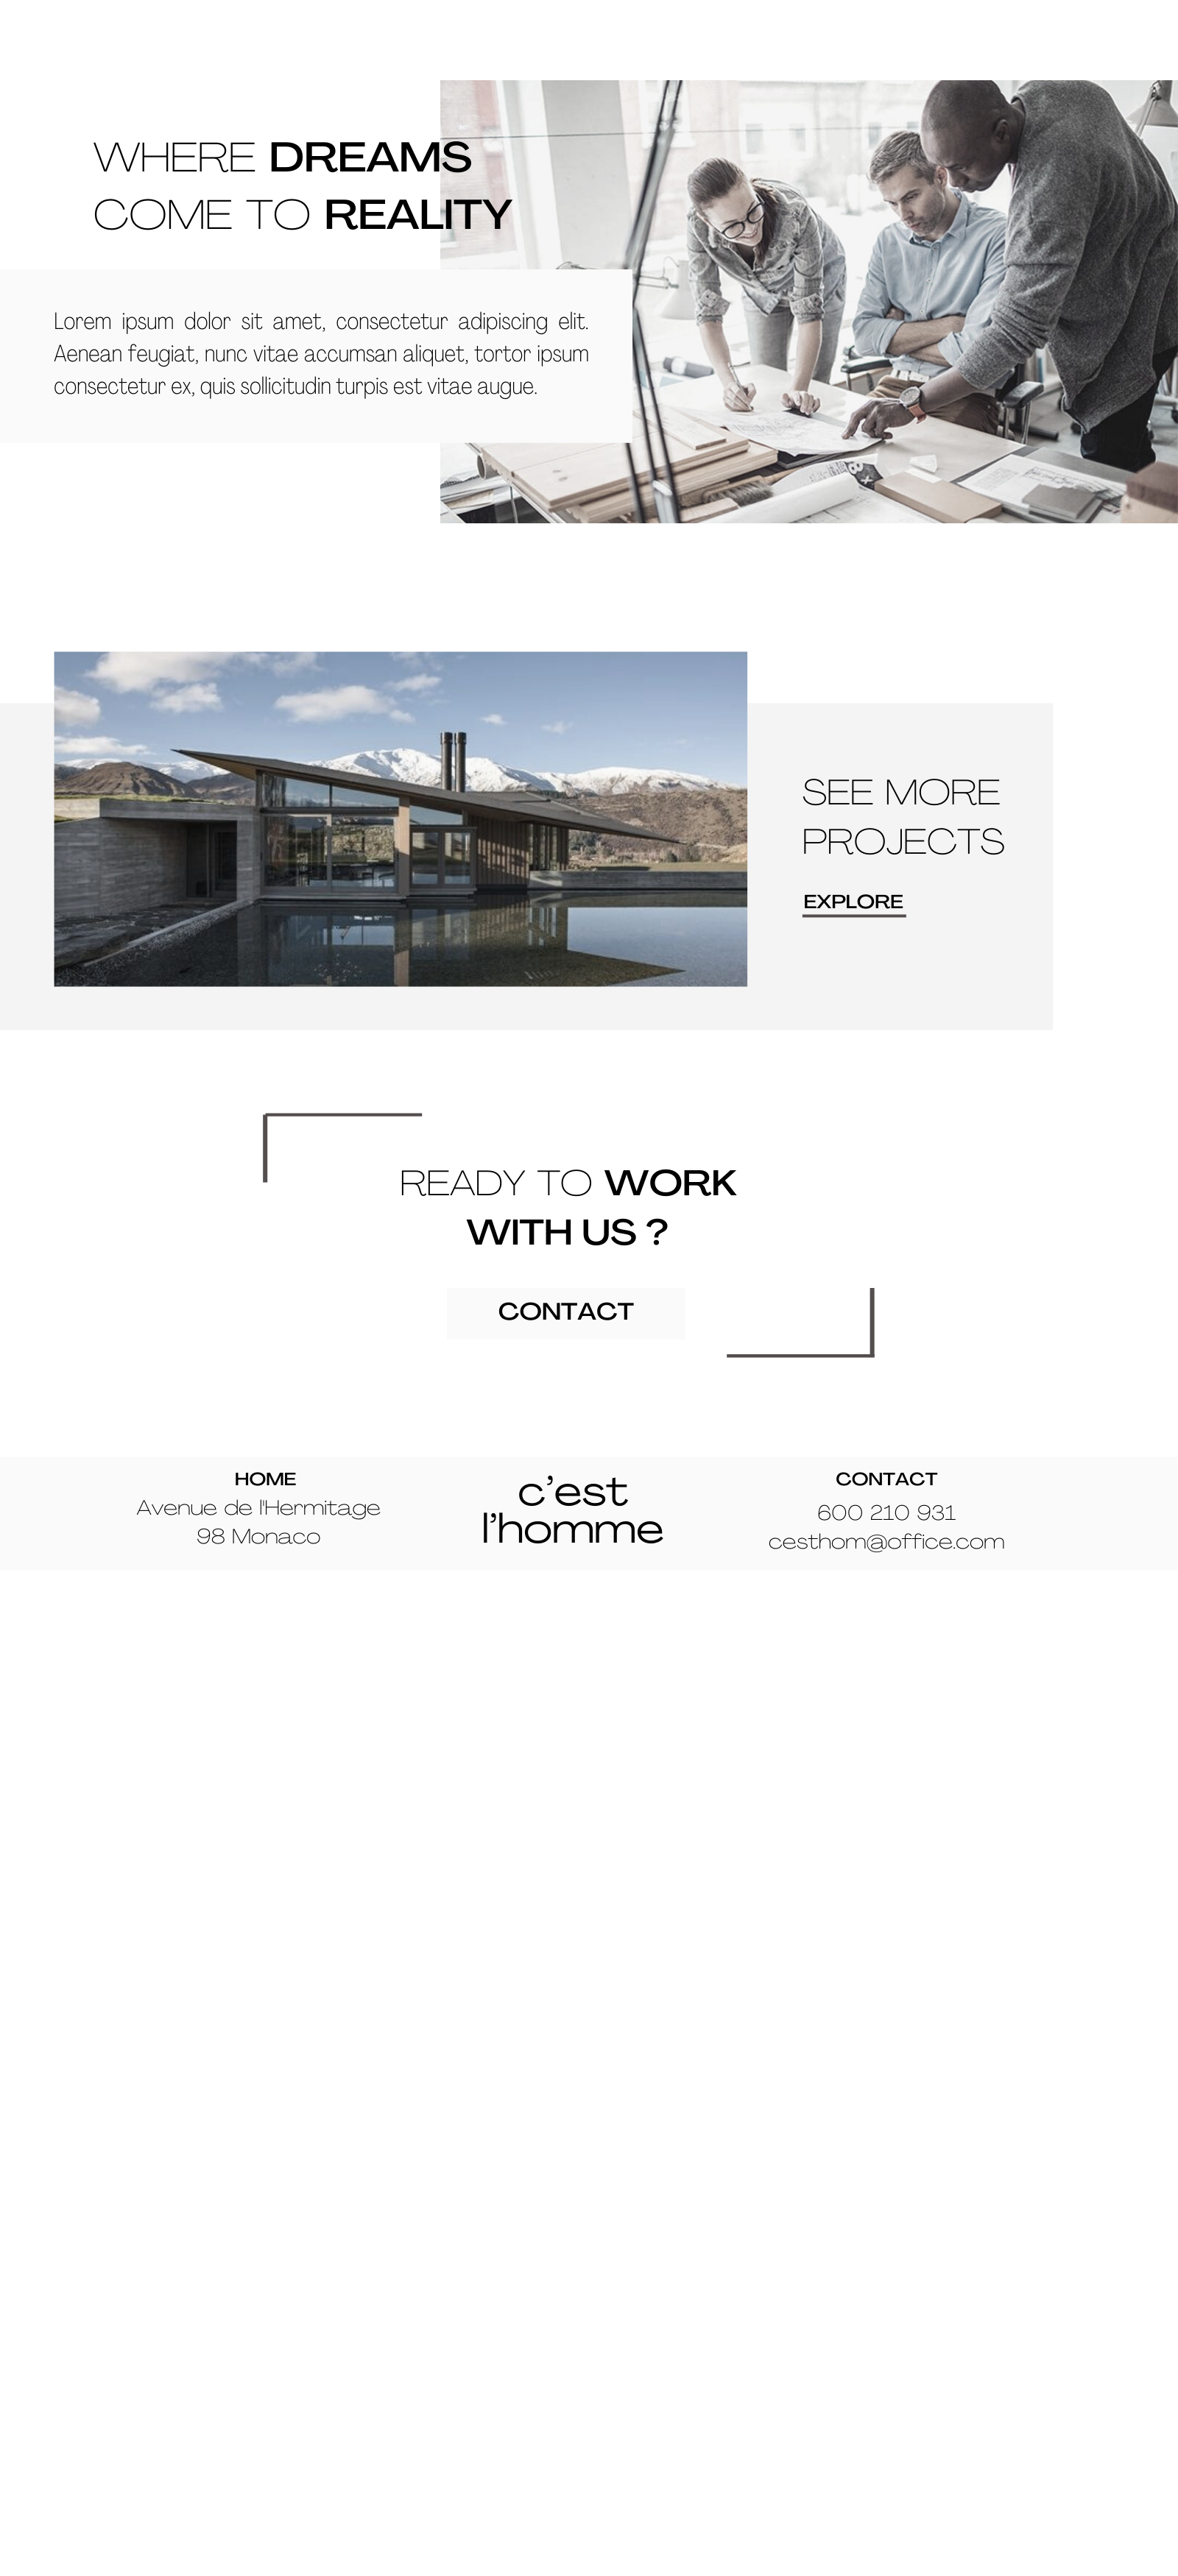 WHERE DREAMS
COME TO REALITY
Lorem ipsum dolor sit amet, consectetur adipiscing elit.
Aenean feugiat, nunc vitae accumsan aliquet, tortor ipsum
consectetur ex, quis sollicitudin turpis est vitae augue.
SEE MORE
PROJECTS
EXPLORE
READY TO WORK
WITH US ?
CONTACT
HOME
Avenue de l'Hermitage
98 Monaco
c’est
l’homme
CONTACT
600 210 931
cesthom@office.com